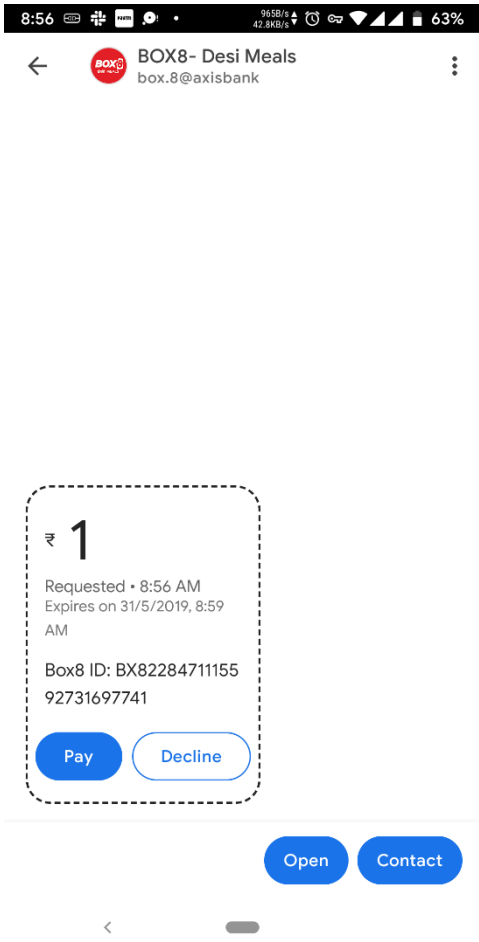 8:56
965B/s
42.8KB/s
63%
BOX8- Desi Meals
box.8@axisbank
BOX8
₹ 1
Requested • 8:56 AM
Expires on 31/5/2019, 8:59
AM
Box8 ID: BX82284711155
92731697741
Pay Decline
Open Contact